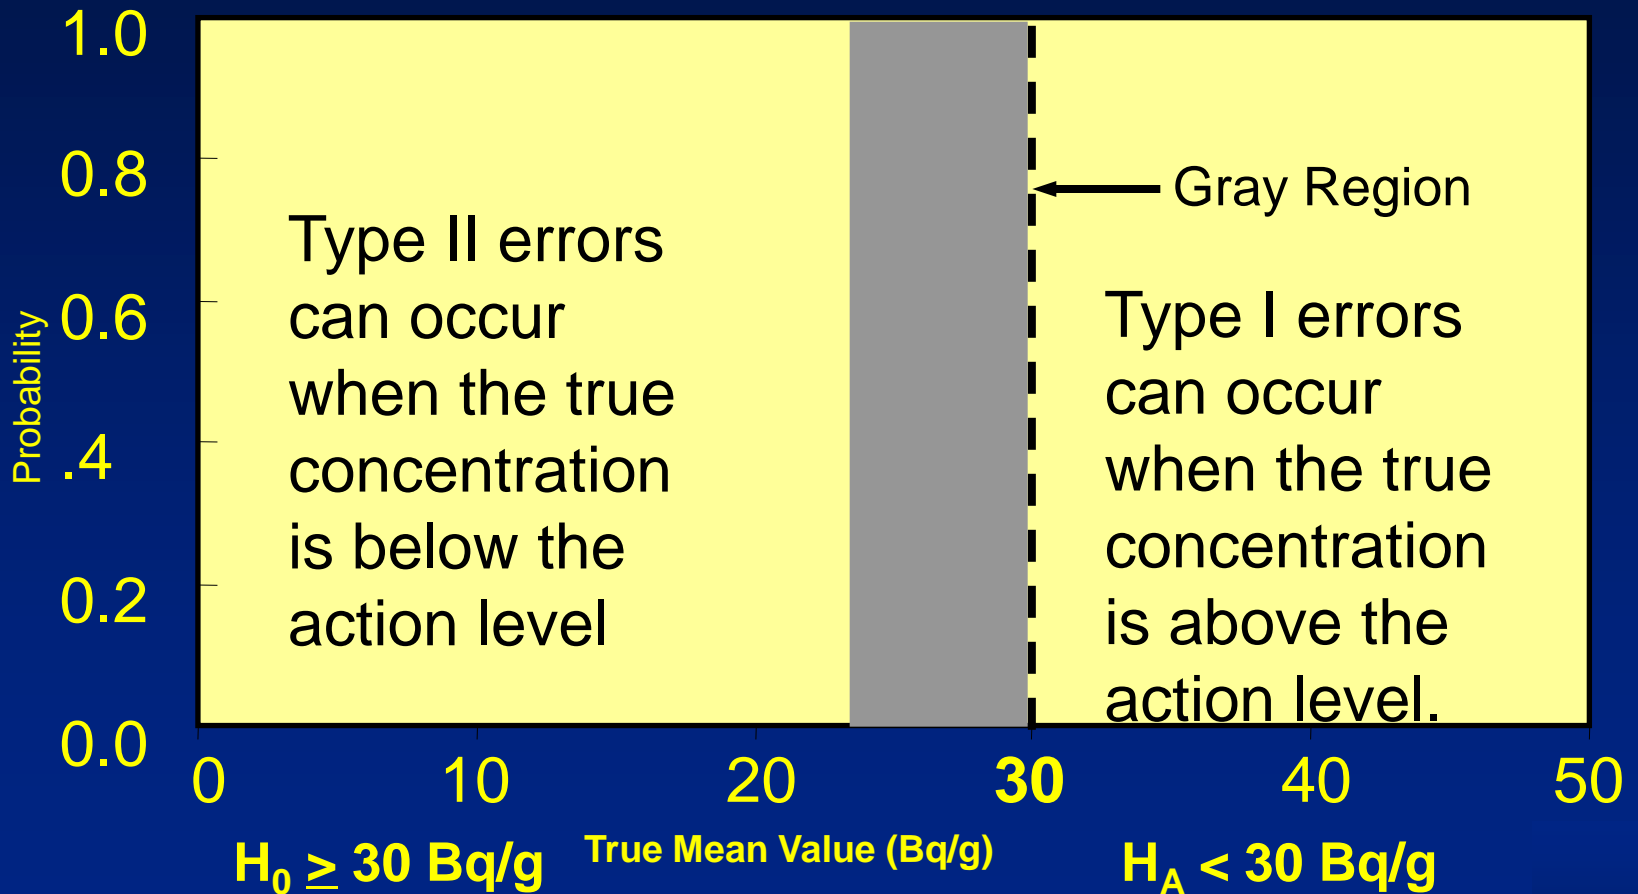 1.0
0.8
0.6
.4
0.2
0.0
Probability
Type II errors
can occur
when the true
concentration
is below the
action level
Gray Region
Type I errors
can occur
when the true
concentration
is above the
action level.
0 10 20 30 40 50
True Mean Value (Bq/g)
H₀ ≥ 30 Bq/g
H_A < 30 Bq/g